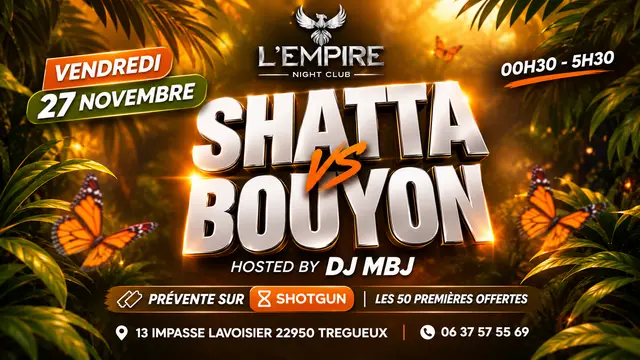 L'EMPIRE
NIGHT CLUB
VENDREDI
27 NOVEMBRE
00H30 - 5H30
SHATTA
VS
BOUYON
HOSTED BY DJ MBJ
PRÉVENTE SUR SHOTGUN | LES 50 PREMIÈRES OFFERTES
13 IMPASSE LAVOISIER 22950 TREGUEUX | 06 37 57 55 69